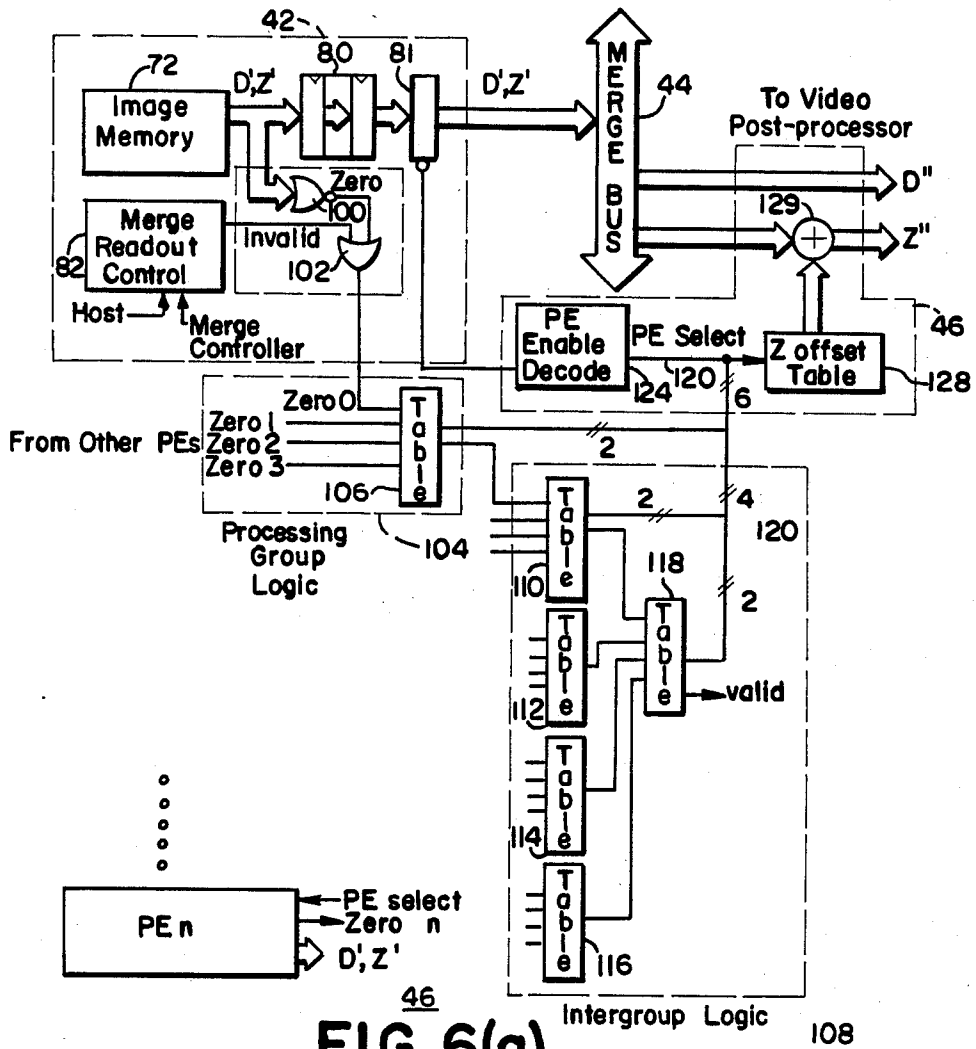 42
80
81
72
D',Z'
D',Z'
Image
Memory
MERGE BUS
44
To Video
Post-processor
D"
129
Z"
Zero
100
Invalid
102
Merge
Readout
Control
82
Host
Merge
Controller
PE
Enable
Decode
124
PE Select
120
6
Z offset
Table
128
46
Zero 0
Zero 1
From Other PEs Zero 2
Zero 3
Table
106
2
Processing
Group
Logic
104
Table
110
2
4
120
118
Table
2
valid
Table
112
Table
114
Table
116
PE n
PE select
Zero n
D',Z'
46
Intergroup Logic
108
FIG. 6(a)